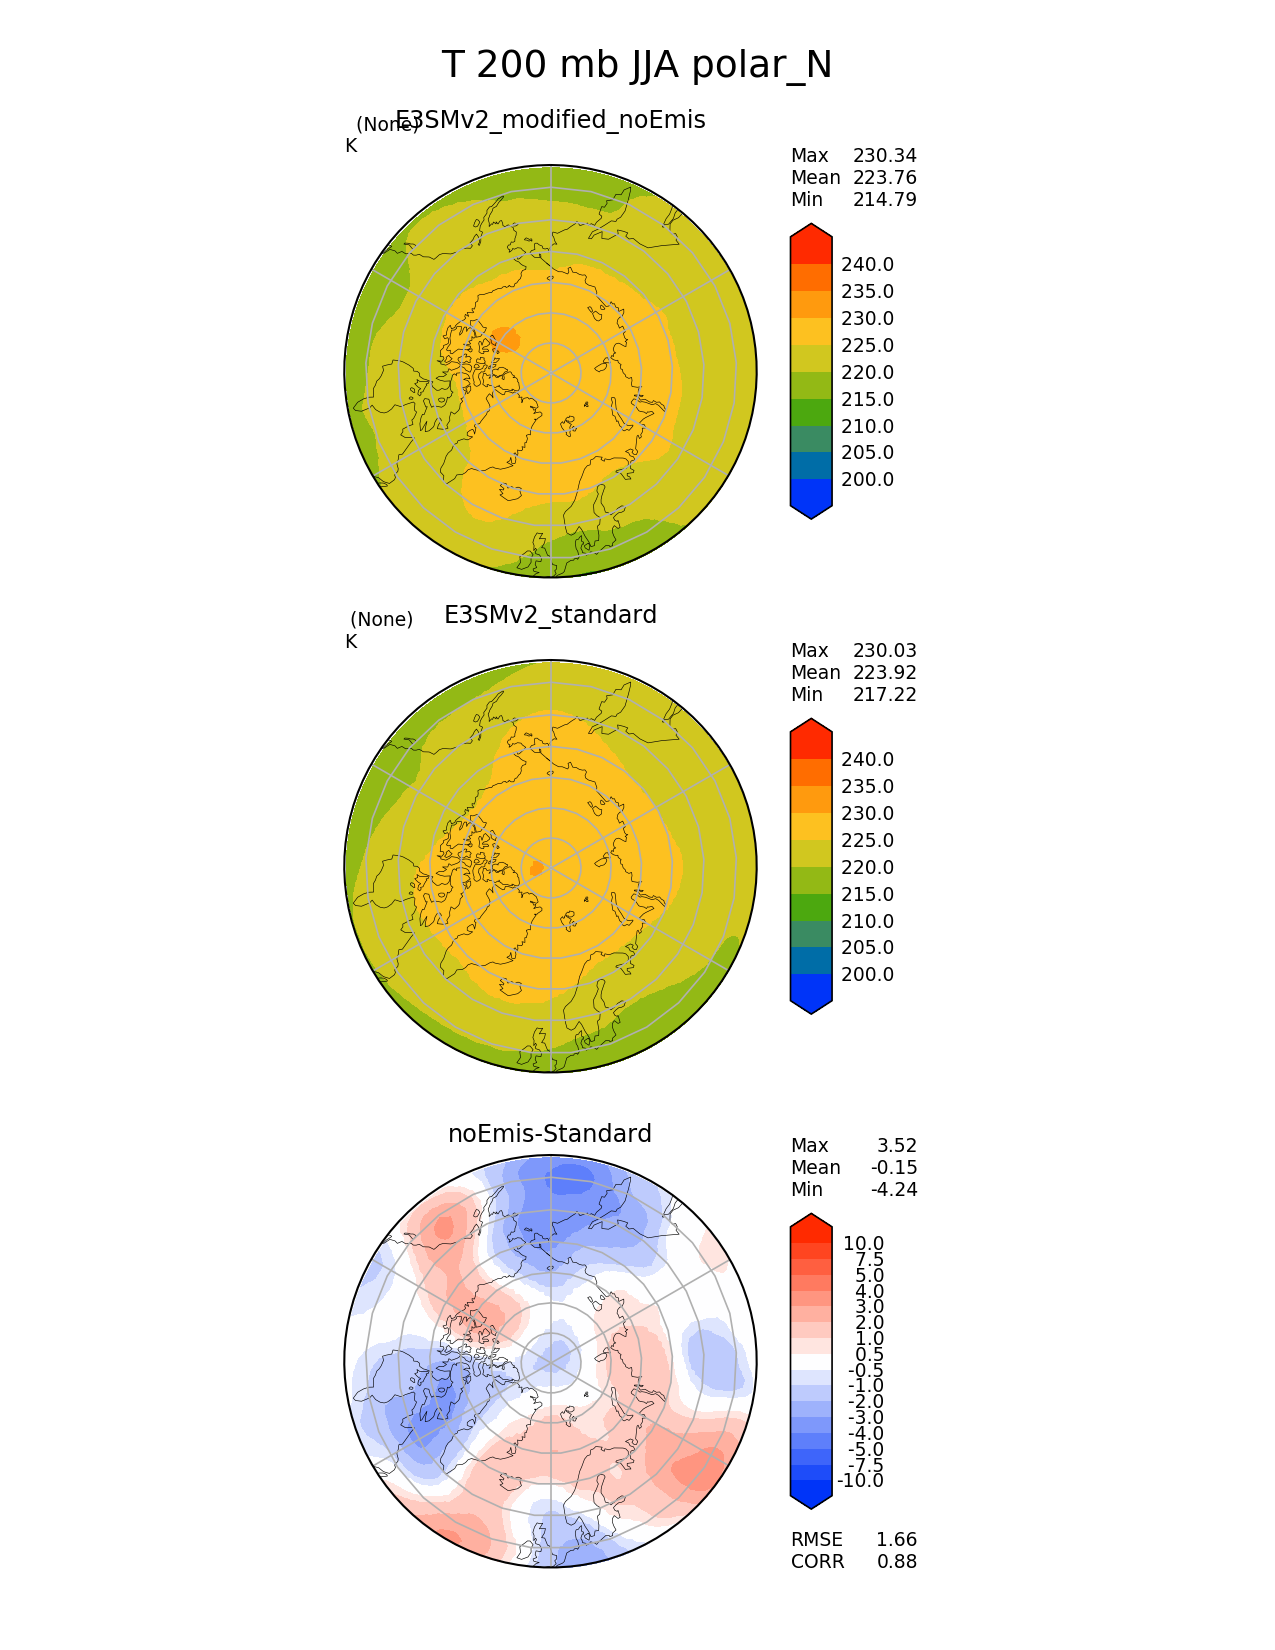 T 200 mb JJA polar_N
(None)
E3SMv2_modified_noEmis
K
Max 230.34
Mean 223.76
Min 214.79
240.0
235.0
230.0
225.0
220.0
215.0
210.0
205.0
200.0
(None)
E3SMv2_standard
K
Max 230.03
Mean 223.92
Min 217.22
240.0
235.0
230.0
225.0
220.0
215.0
210.0
205.0
200.0
noEmis-Standard
Max 3.52
Mean -0.15
Min -4.24
10.0
7.5
5.0
4.0
3.0
2.0
1.0
0.5
-0.5
-1.0
-2.0
-3.0
-4.0
-5.0
-7.5
-10.0
RMSE 1.66
CORR 0.88